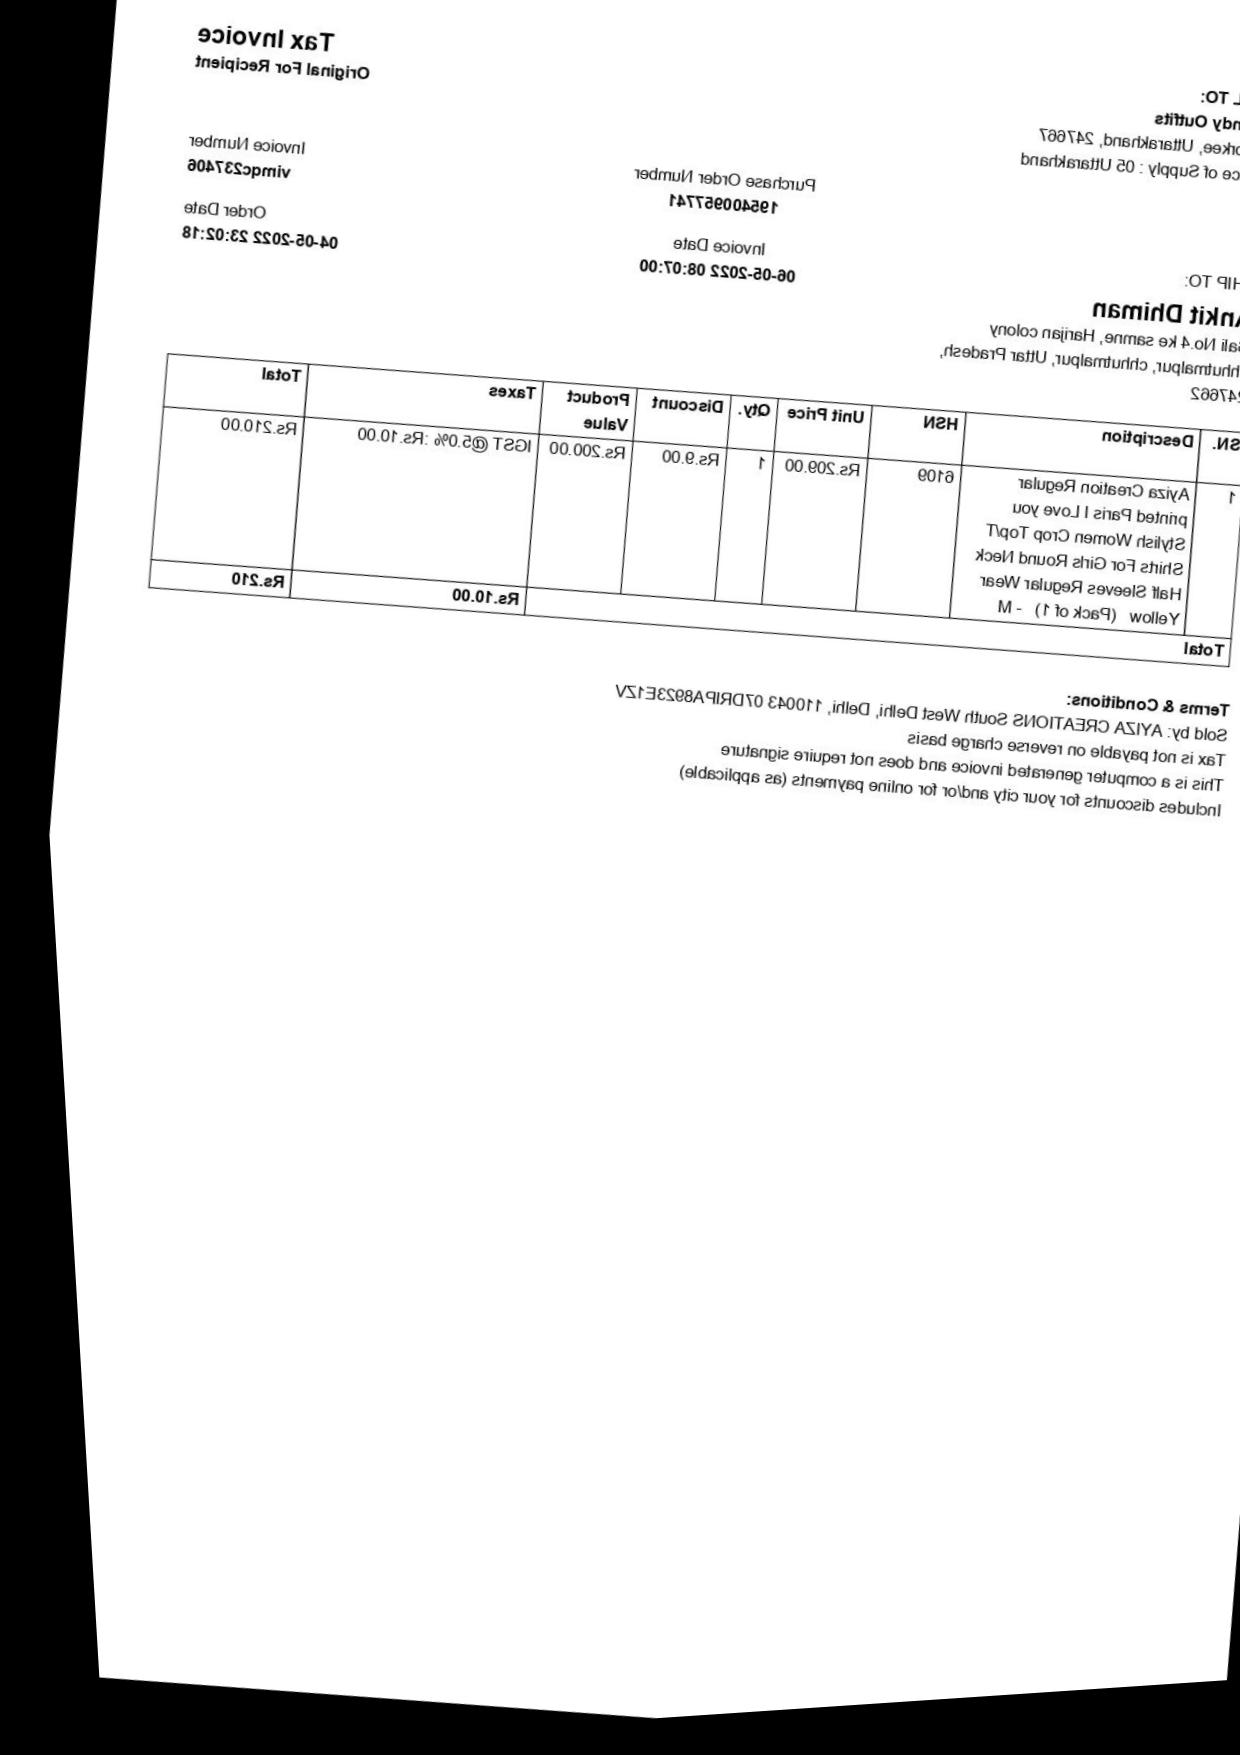 Tax Invoice
Original For Recipient
L TO:
ndy Outfits
orkee, Uttarakhand, 247667
ce of Supply : 05 Uttarakhand
Purchase Order Number
195400957741
Invoice Number
vimqc237406
Invoice Date
06-05-2022 08:07:00
Order Date
04-05-2022 23:02:18
HIP TO:
Ankit Dhiman
Gali No.4 ke samne, Harijan colony
hhutmalpur, chhutmalpur, Uttar Pradesh,
247662
SN. Description HSN Unit Price Qty. Discount Product Value Taxes Total
1 Ayiza Creation Regular 6109 Rs.209.00 1 Rs.9.00 Rs.200.00 IGST @5.0% :Rs.10.00 Rs.210.00
printed Paris I Love you
Stylish Women Crop Top/T
Shirts For Girls Round Neck
Half Sleeves Regular Wear
Yellow (Pack of 1) - M
Total Rs.10.00 Rs.210
Terms & Conditions:
Sold by: AYIZA CREATIONS South West Delhi, Delhi, 110043 07DRIPA8923E1ZV
Tax is not payable on reverse charge basis
This is a computer generated invoice and does not require signature
Includes discounts for your city and/or for online payments (as applicable)